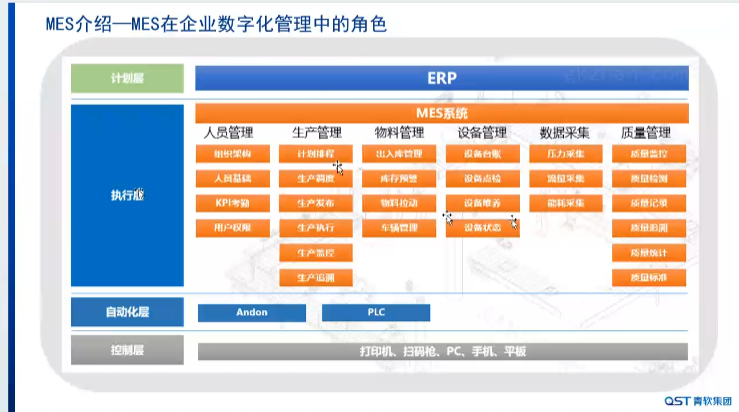 MES介绍—MES在企业数字化管理中的角色
计划层
ERP
执行层
MES系统
人员管理 生产管理 物料管理 设备管理 数据采集 质量管理
组织架构 计划排程 出入库管理 设备台账 压力采集 质量监控
人员基础 生产调度 库存预警 设备点检 流量采集 质量检测
KPI考勤 生产发布 物料拉动 设备维养 能耗采集 质量记录
用户权限 生产执行 车辆管理 设备状态 质量追溯
生产监控 质量统计
生产追溯 质量标准
自动化层 Andon PLC
控制层 打印机、扫码枪、PC、手机、平板
QST青软集团